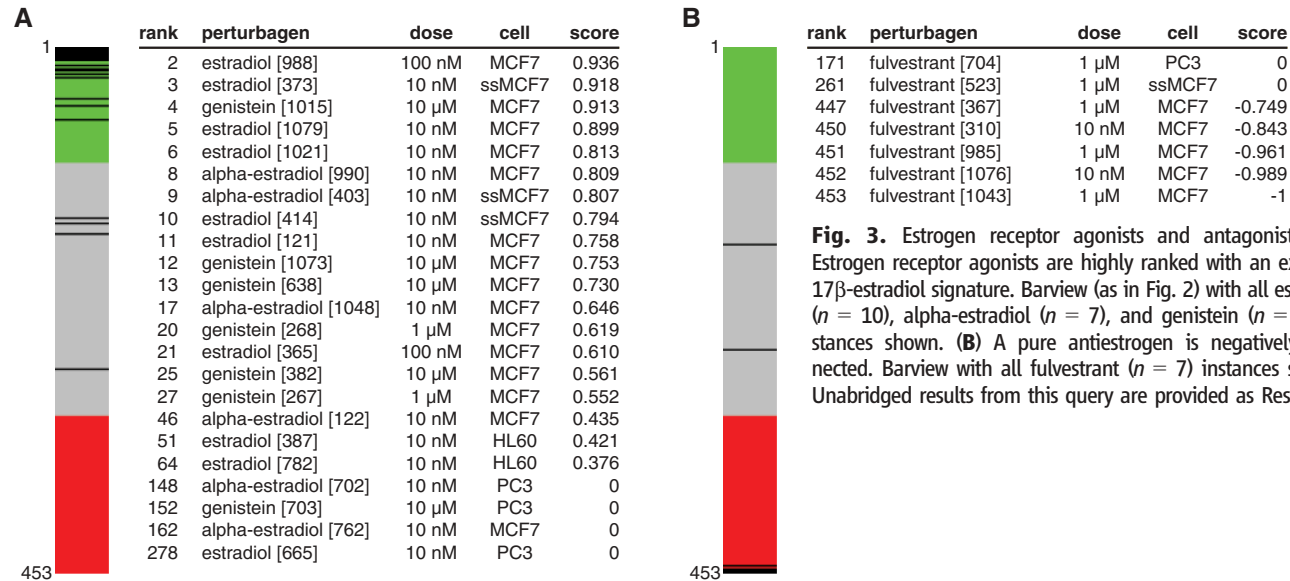 A
rank perturbagen dose cell score
1
2 estradiol [988] 100 nM MCF7 0.936
3 estradiol [373] 10 nM ssMCF7 0.918
4 genistein [1015] 10 µM MCF7 0.913
5 estradiol [1079] 10 nM MCF7 0.899
6 estradiol [1021] 10 nM MCF7 0.813
8 alpha-estradiol [990] 10 nM MCF7 0.809
9 alpha-estradiol [403] 10 nM ssMCF7 0.807
10 estradiol [414] 10 nM ssMCF7 0.794
11 estradiol [121] 10 nM MCF7 0.758
12 genistein [1073] 10 µM MCF7 0.753
13 genistein [638] 10 µM MCF7 0.730
17 alpha-estradiol [1048] 10 nM MCF7 0.646
20 genistein [268] 1 µM MCF7 0.619
21 estradiol [365] 100 nM MCF7 0.610
25 genistein [382] 10 µM MCF7 0.561
27 genistein [267] 1 µM MCF7 0.552
46 alpha-estradiol [122] 10 nM MCF7 0.435
51 estradiol [387] 10 nM HL60 0.421
64 estradiol [782] 10 nM HL60 0.376
148 alpha-estradiol [702] 10 nM PC3 0
152 genistein [703] 10 µM PC3 0
162 alpha-estradiol [762] 10 nM MCF7 0
278 estradiol [665] 10 nM PC3 0
453
B
rank perturbagen dose cell score
1
171 fulvestrant [704] 1 µM PC3 0
261 fulvestrant [523] 1 µM ssMCF7 0
447 fulvestrant [367] 1 µM MCF7 -0.749
450 fulvestrant [310] 10 nM MCF7 -0.843
451 fulvestrant [985] 1 µM MCF7 -0.961
452 fulvestrant [1076] 10 nM MCF7 -0.989
453 fulvestrant [1043] 1 µM MCF7 -1
453
Fig. 3. Estrogen receptor agonists and antagonist
Estrogen receptor agonists are highly ranked with an ex
17β-estradiol signature. Barview (as in Fig. 2) with all es
(n = 10), alpha-estradiol (n = 7), and genistein (n =
stances shown. (B) A pure antiestrogen is negatively
nected. Barview with all fulvestrant (n = 7) instances s
Unabridged results from this query are provided as Res